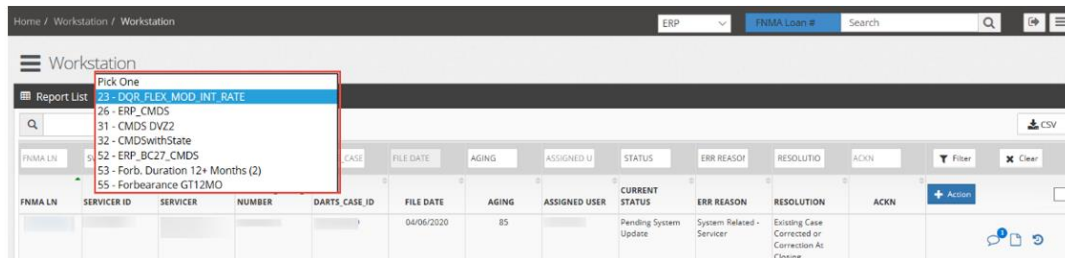 Home / Workstation / Workstation ERP FNMA Loan # Search
Workstation
Pick One
Report List 23 - DQR_FLEX_MOD_INT_RATE
26 - ERP_CMDS
31 - CMDS DVZ2
CSV
32 - CMDSwithState
52 - ERP_BC27_CMDS
FNMA LN CASE FILE DATE AGING ASSIGNED U STATUS ERR REASON RESOLUTIO ACKN Filter Clear
53 - Forb. Duration 12+ Months (2)
55 - Forbearance GT12MO
FNMA LN SERVICER ID SERVICER NUMBER DARTS_CASE_ID FILE DATE AGING ASSIGNED USER CURRENT STATUS ERR REASON RESOLUTION ACKN + Action
04/06/2020 85 Pending System System Related - Existing Case
Update Servicer Corrected or
Correction At
Closing